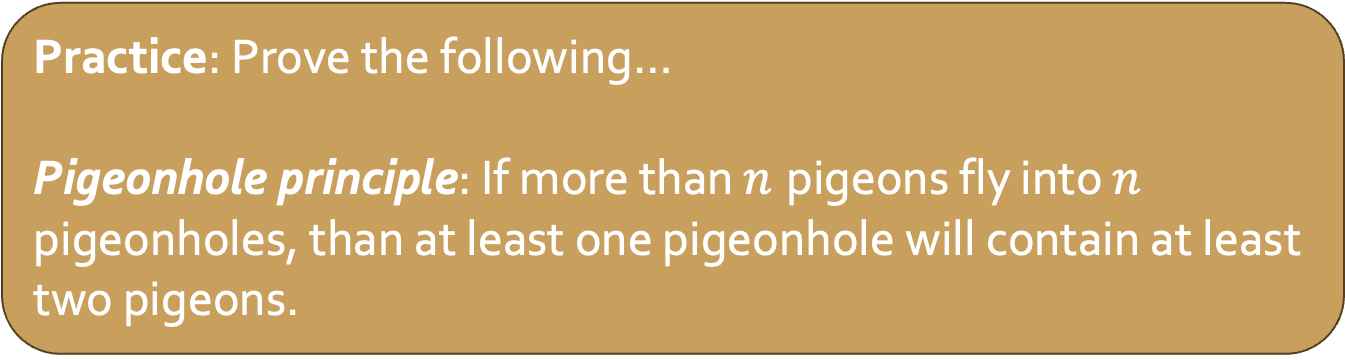 Practice: Prove the following...
Pigeonhole principle: If more than n pigeons fly into n
pigeonholes, than at least one pigeonhole will contain at least
two pigeons.